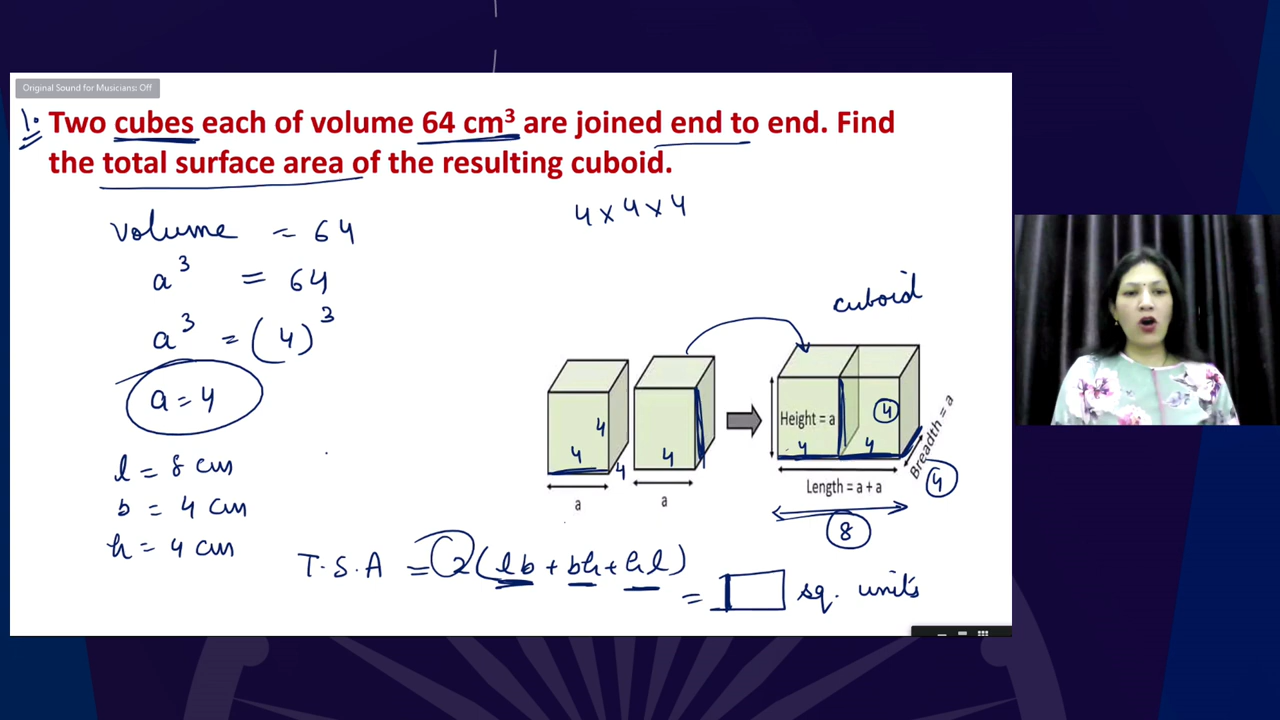 Original Sound for Musicians: Off
1. Two cubes each of volume 64 cm³ are joined end to end. Find
the total surface area of the resulting cuboid.
4 x 4 x 4
volume = 64
a³ = 64
a³ = (4)³
a = 4
l = 8 cm
b = 4 cm
h = 4 cm
cuboid
4
4
4
4
a
a
Height = a
4
4
4
Breadth = a
4
Length = a + a
8
T.S.A = 2(lb + bh + hl)
= sq. units